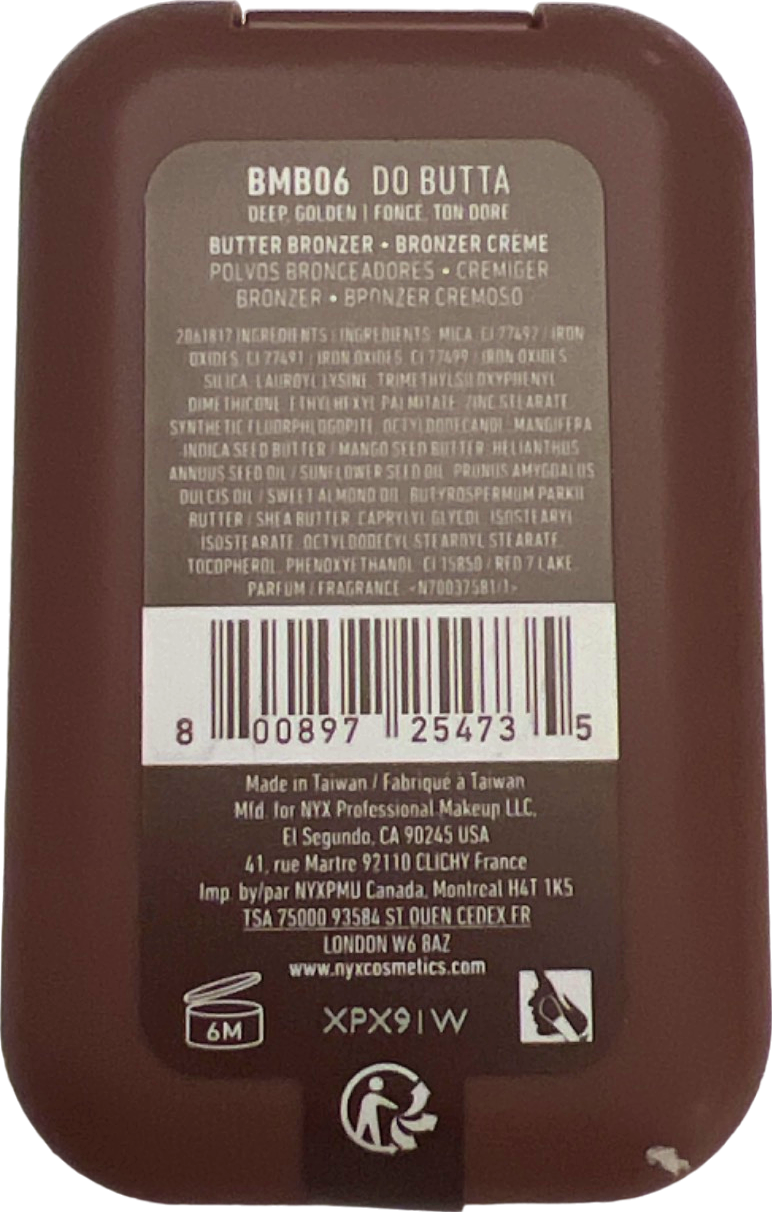 BMB06 DO BUTTA
DEEP, GOLDEN | FONCE, TON DORE
BUTTER BRONZER • BRONZER CRÈME
POLVOS BRONCEADORES • CREMIGER
BRONZER • BRONZER CREMOSO
2061817 INGREDIENTS / INGREDIENTS: MICA, CI 77492 / IRON
OXIDES, CI 77491 / IRON OXIDES, CI 77499 / IRON OXIDES,
SILICA, LAUROYL LYSINE, TRIMETHYLSILOXYPHENYL
DIMETHICONE, ETHYLHEXYL PALMITATE, ZINC STEARATE,
SYNTHETIC FLUORPHLOGOPITE, OCTYLDODECANOL, MANGIFERA
INDICA SEED BUTTER / MANGO SEED BUTTER, HELIANTHUS
ANNUUS SEED OIL / SUNFLOWER SEED OIL, PRUNUS AMYGDALUS
DULCIS OIL / SWEET ALMOND OIL, BUTYROSPERMUM PARKII
BUTTER / SHEA BUTTER, CAPRYLYL GLYCOL, ISOSTEARYL
ISOSTEARATE, OCTYLDODECYL STEAROYL STEARATE,
TOCOPHEROL, PHENOXYETHANOL, CI 15850 / RED 7 LAKE,
PARFUM / FRAGRANCE. <N70037581/1>
8 00897 25473 5
Made in Taiwan / Fabriqué à Taiwan
Mfd. for NYX Professional Makeup LLC,
El Segundo, CA 90245 USA
41, rue Martre 92110 CLICHY France
Imp. by/par NYXPMU Canada, Montreal H4T 1K5
TSA 75000 93584 ST OUEN CEDEX FR
LONDON W6 8AZ
www.nyxcosmetics.com
6M XPX91W